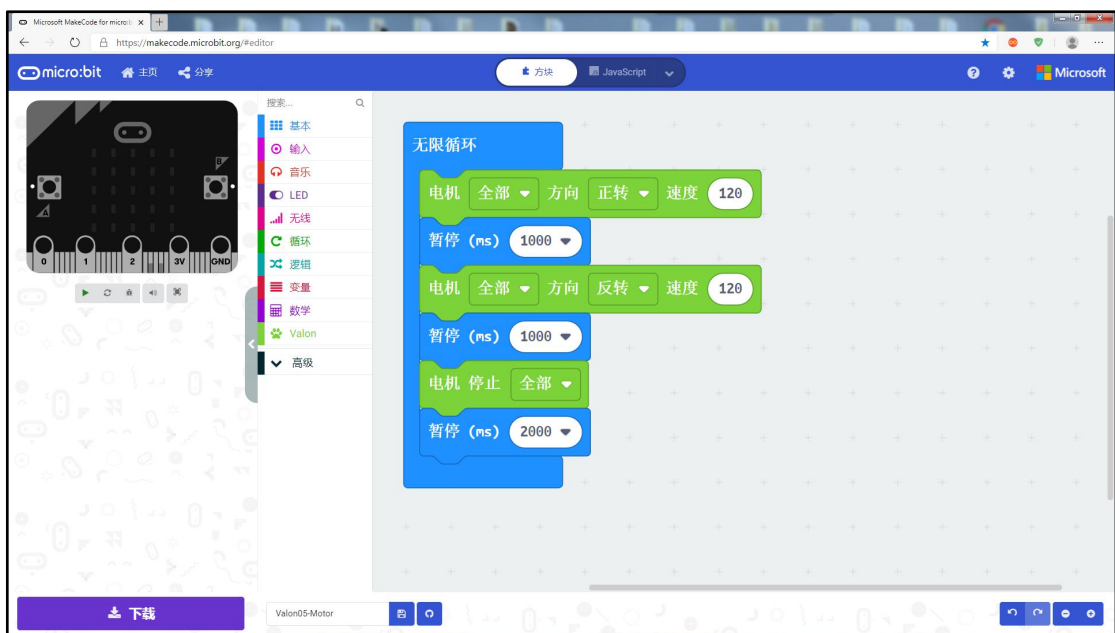 Microsoft MakeCode for micro:b
https://makecode.microbit.org/#editor
micro:bit 主页 分享 方块 JavaScript Microsoft
搜索...
基本
输入
音乐
LED
无线
循环
逻辑
变量
数学
Valon
高级
B
A
0 1 2 3V GND
无限循环
电机 全部 方向 正转 速度 120
暂停 (ms) 1000
电机 全部 方向 反转 速度 120
暂停 (ms) 1000
电机 停止 全部
暂停 (ms) 2000
下载
Valon05-Motor